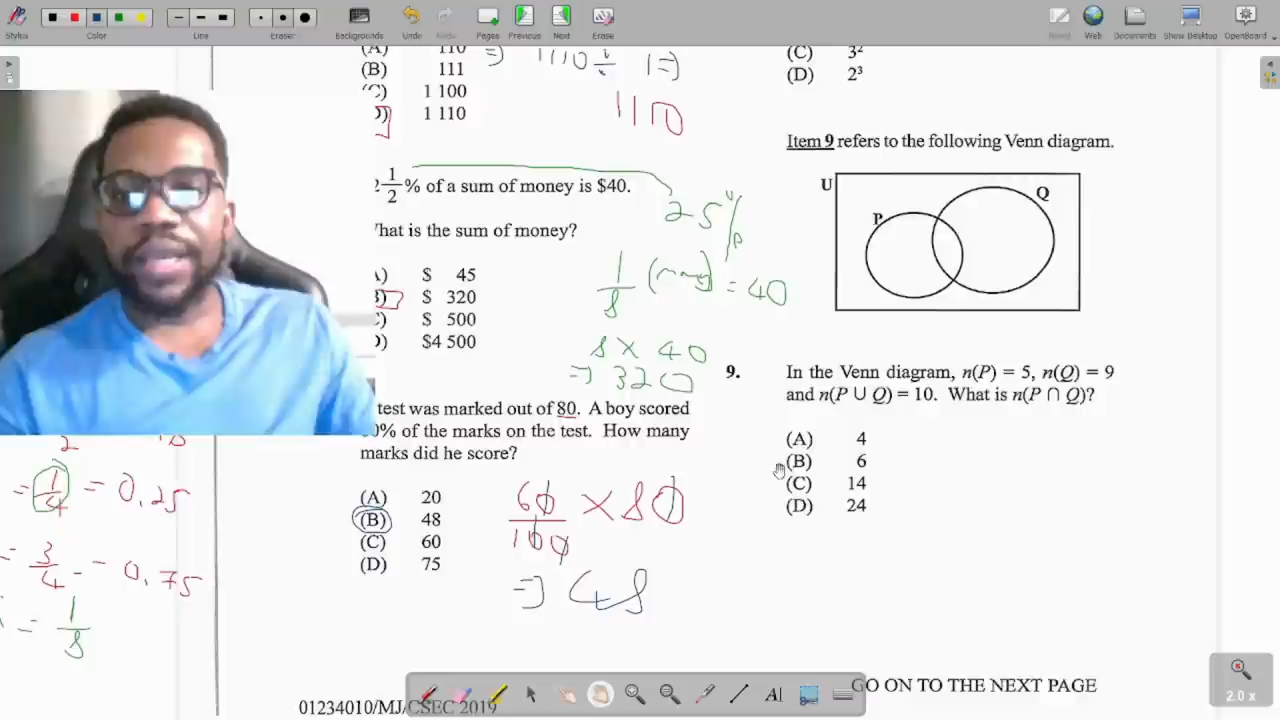 Stylus
Color
Line
Eraser
Backgrounds
Undo
Redo
Pages
Previous
Next
Erase
Board
Web
Documents
Show Desktop
OpenBoard
(A) 110
(B) 111
1 100
1 110
=> 1110 ÷ 1 =>
1110
2 1/2 % of a sum of money is $40.
hat is the sum of money?
$ 45
$ 320
$ 500
$4 500
25
1/8 (money) = 40
8 x 40
=> 320
test was marked out of 80. A boy scored
0% of the marks on the test. How many
marks did he score?
(A) 20
(B) 48
(C) 60
(D) 75
60/100 x 80
=> 48
= 1/4 = 0.25
= 3/4 = 0.75
= 1/8
(C) 3²
(D) 2³
Item 9 refers to the following Venn diagram.
U
P
Q
9. In the Venn diagram, n(P) = 5, n(Q) = 9
and n(P ∪ Q) = 10. What is n(P ∩ Q)?
(A) 4
(B) 6
(C) 14
(D) 24
GO ON TO THE NEXT PAGE
01234010/MJ/CSEC 2019
2.0 x